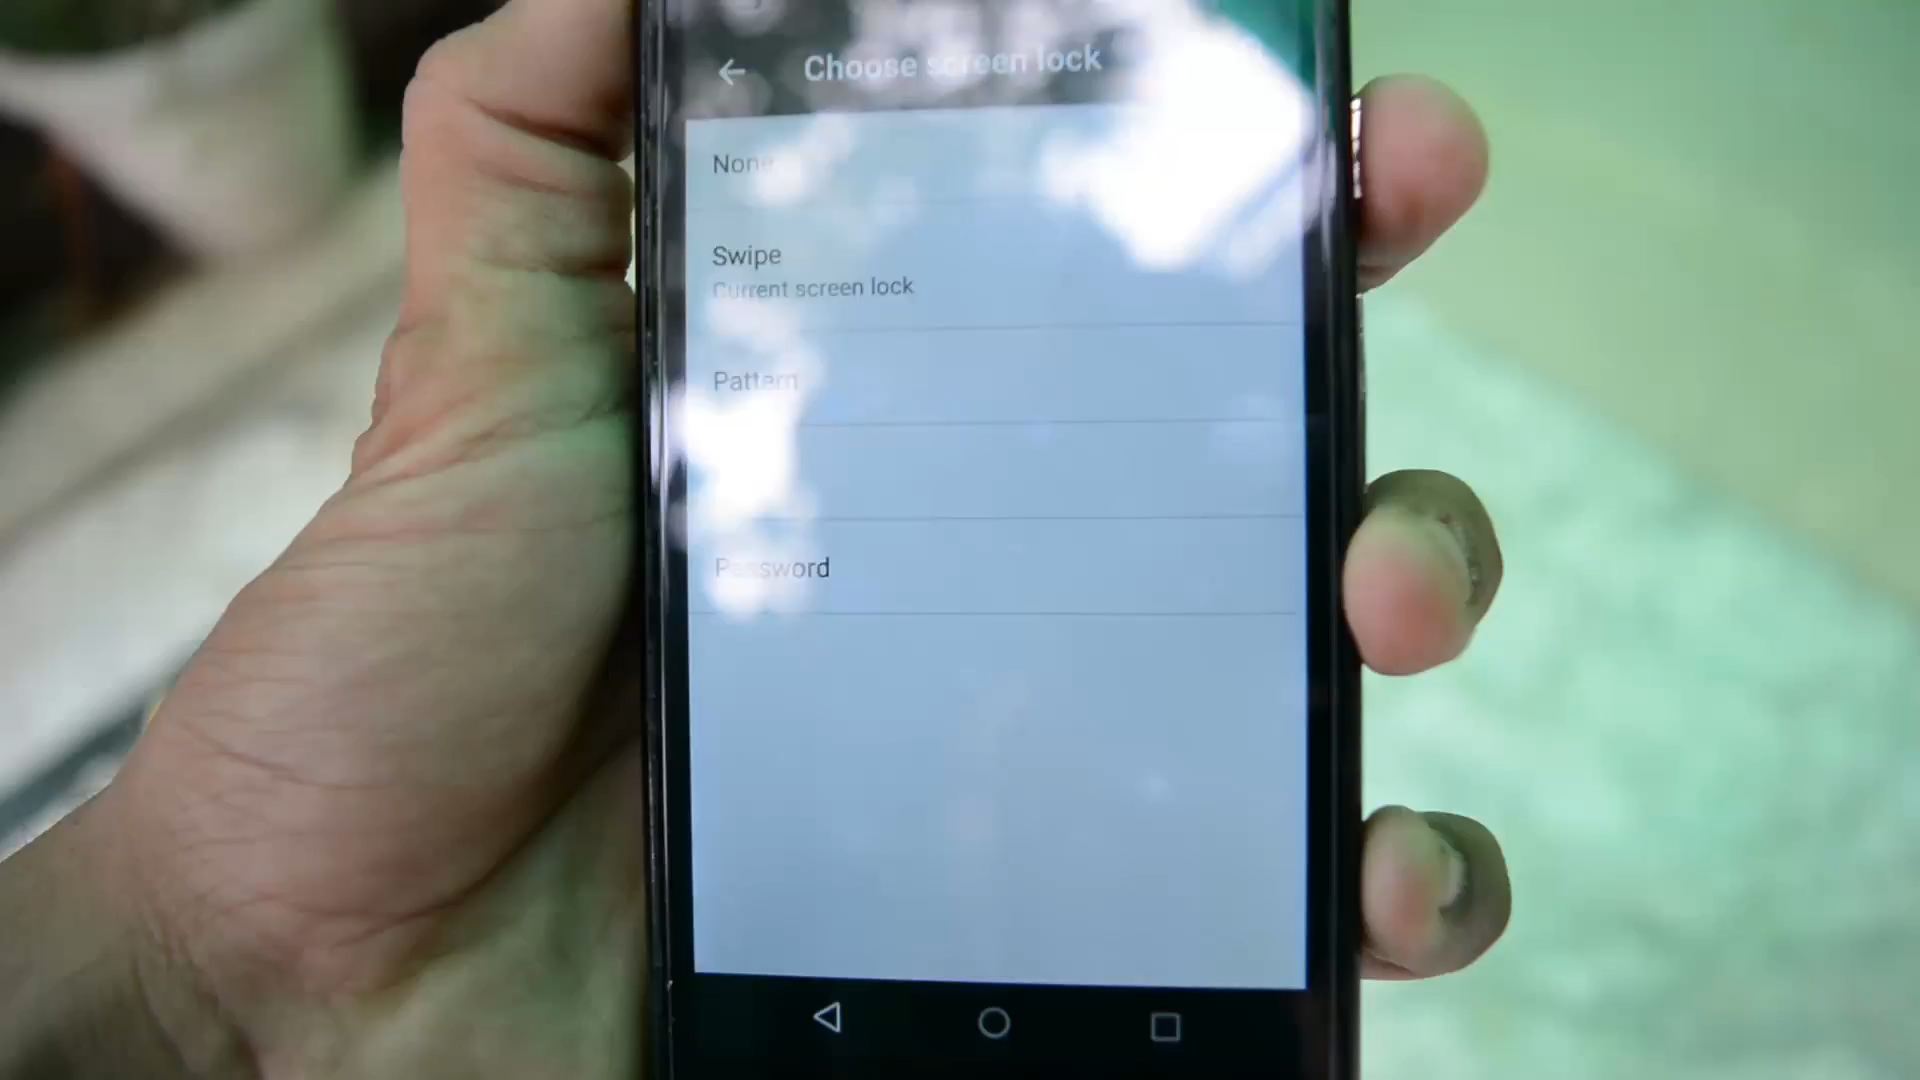 Choose screen lock
None
Swipe
Current screen lock
Pattern
Password